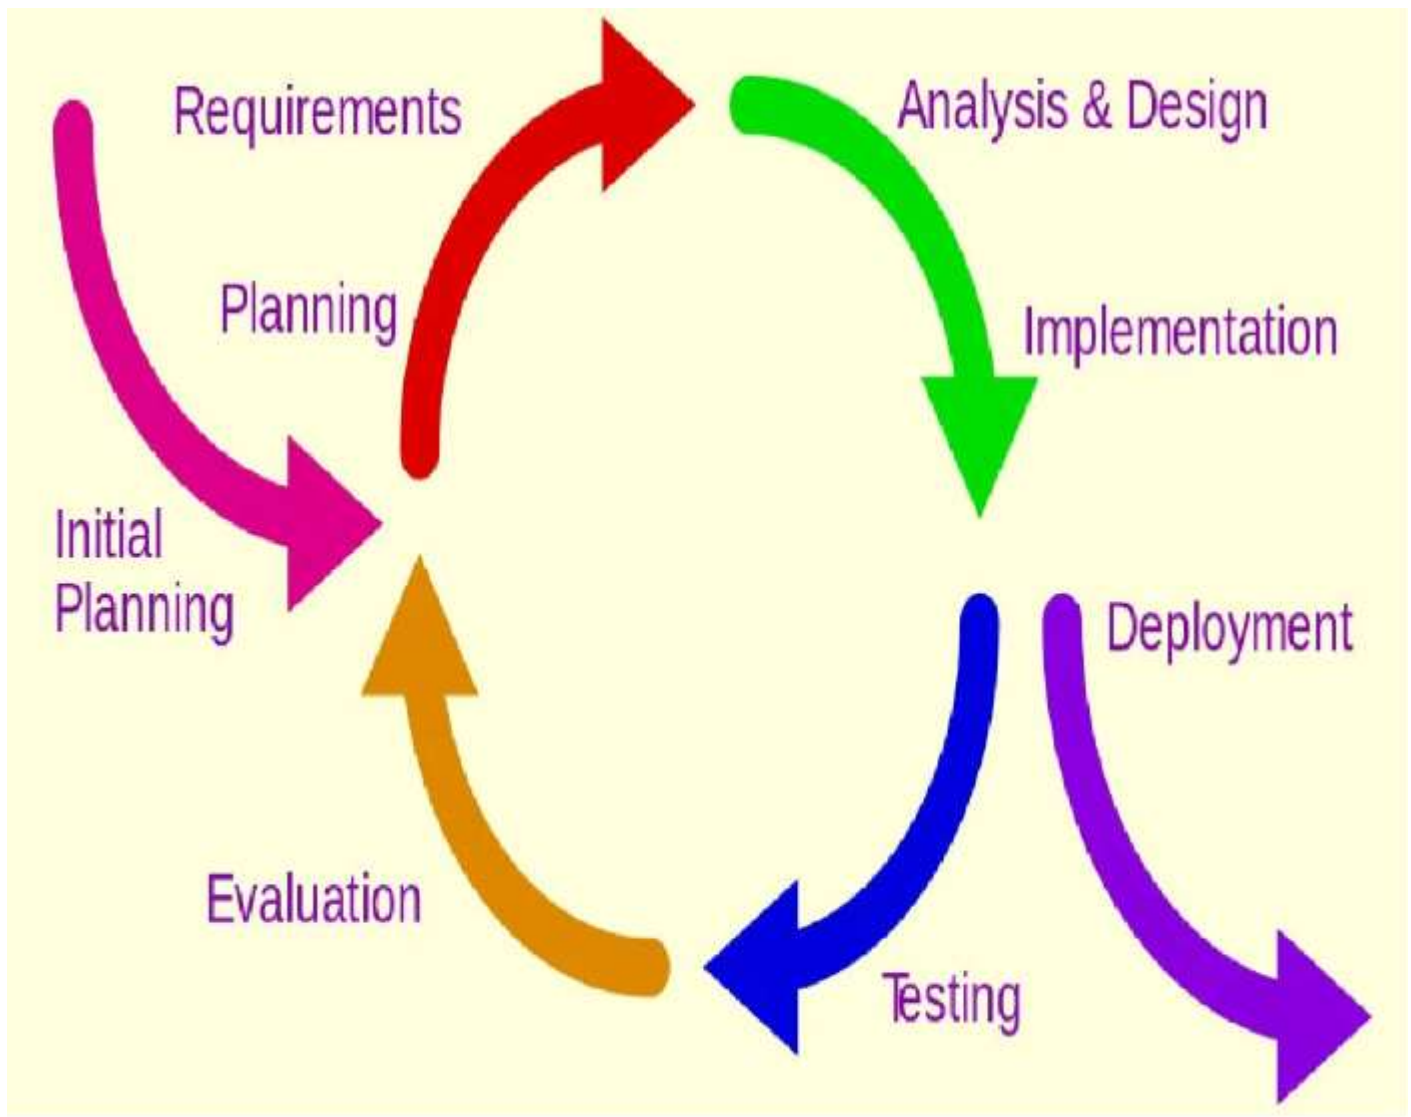 Requirements
Analysis & Design
Planning
Implementation
Initial
Planning
Deployment
Evaluation
Testing